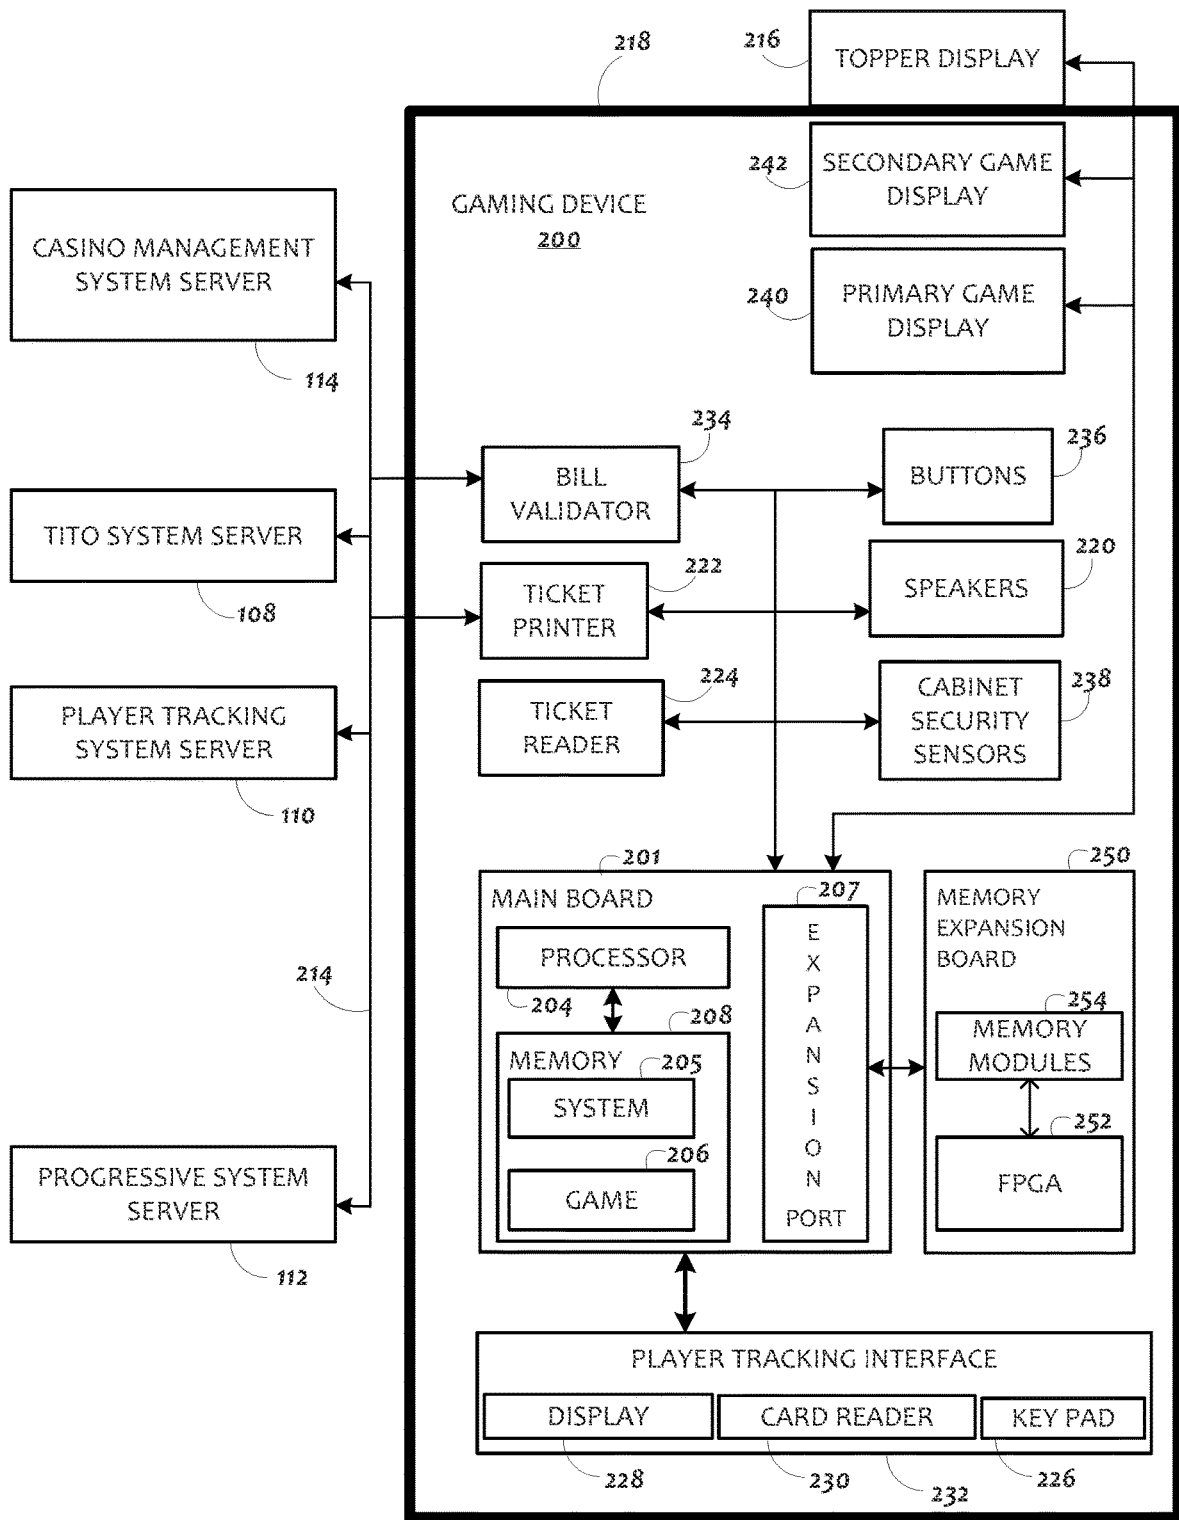 218
216
TOPPER DISPLAY
242
SECONDARY GAME
DISPLAY
GAMING DEVICE
200
CASINO MANAGEMENT
SYSTEM SERVER
114
240
PRIMARY GAME
DISPLAY
234
BILL
VALIDATOR
236
BUTTONS
TITO SYSTEM SERVER
108
222
TICKET
PRINTER
220
SPEAKERS
224
TICKET
READER
238
CABINET
SECURITY
SENSORS
PLAYER TRACKING
SYSTEM SERVER
110
201
MAIN BOARD
207
EXPANSION
PORT
250
MEMORY
EXPANSION
BOARD
PROCESSOR
204
214
208
MEMORY
205
SYSTEM
206
GAME
254
MEMORY
MODULES
252
FPGA
PROGRESSIVE SYSTEM
SERVER
112
PLAYER TRACKING INTERFACE
DISPLAY
CARD READER
KEY PAD
228
230
232
226